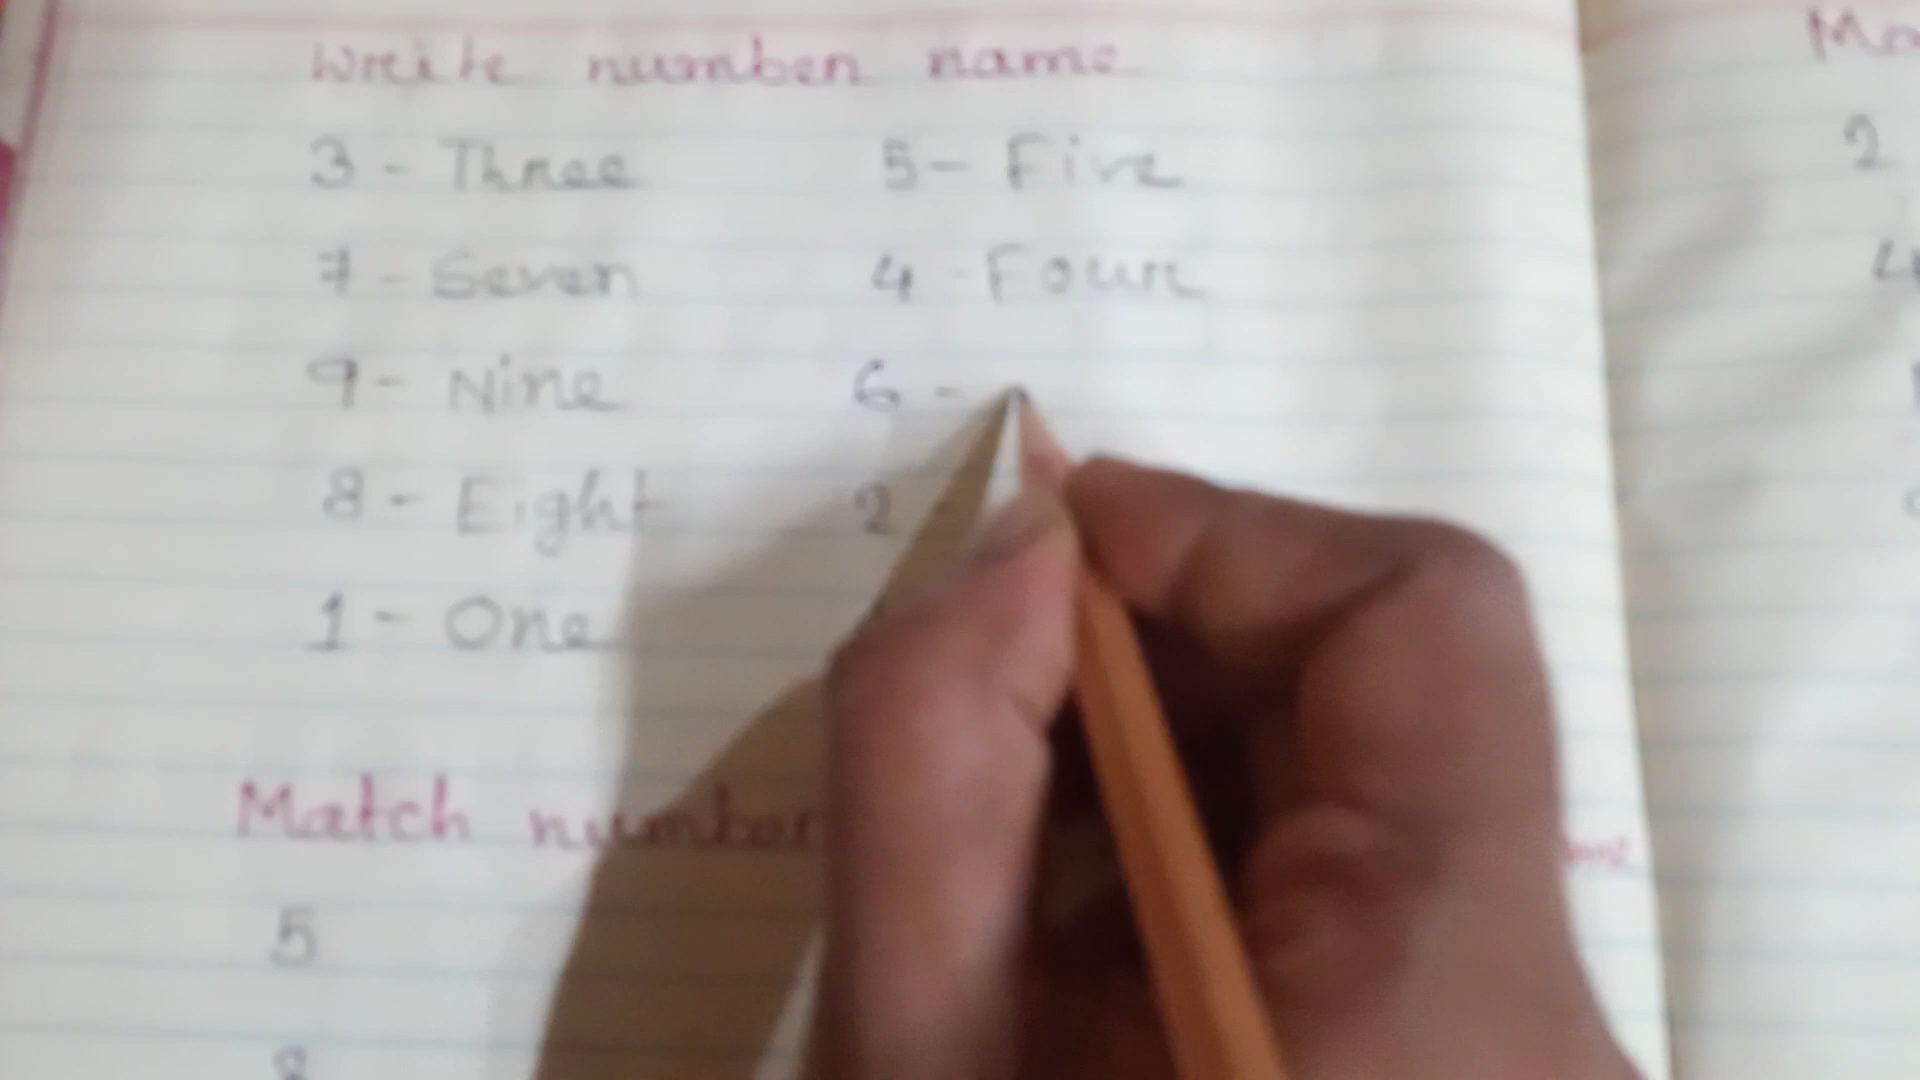 Write number name
3 - Three 5 - Five
7 - Seven 4 - Four
9 - Nine 6 -
8 - Eight 2
1 - One
Match number
5
2